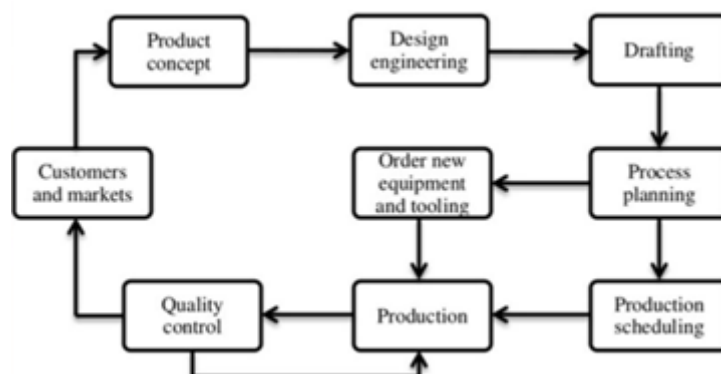 Product
concept
Design
engineering
Drafting
Customers
and markets
Order new
equipment
and tooling
Process
planning
Quality
control
Production
Production
scheduling